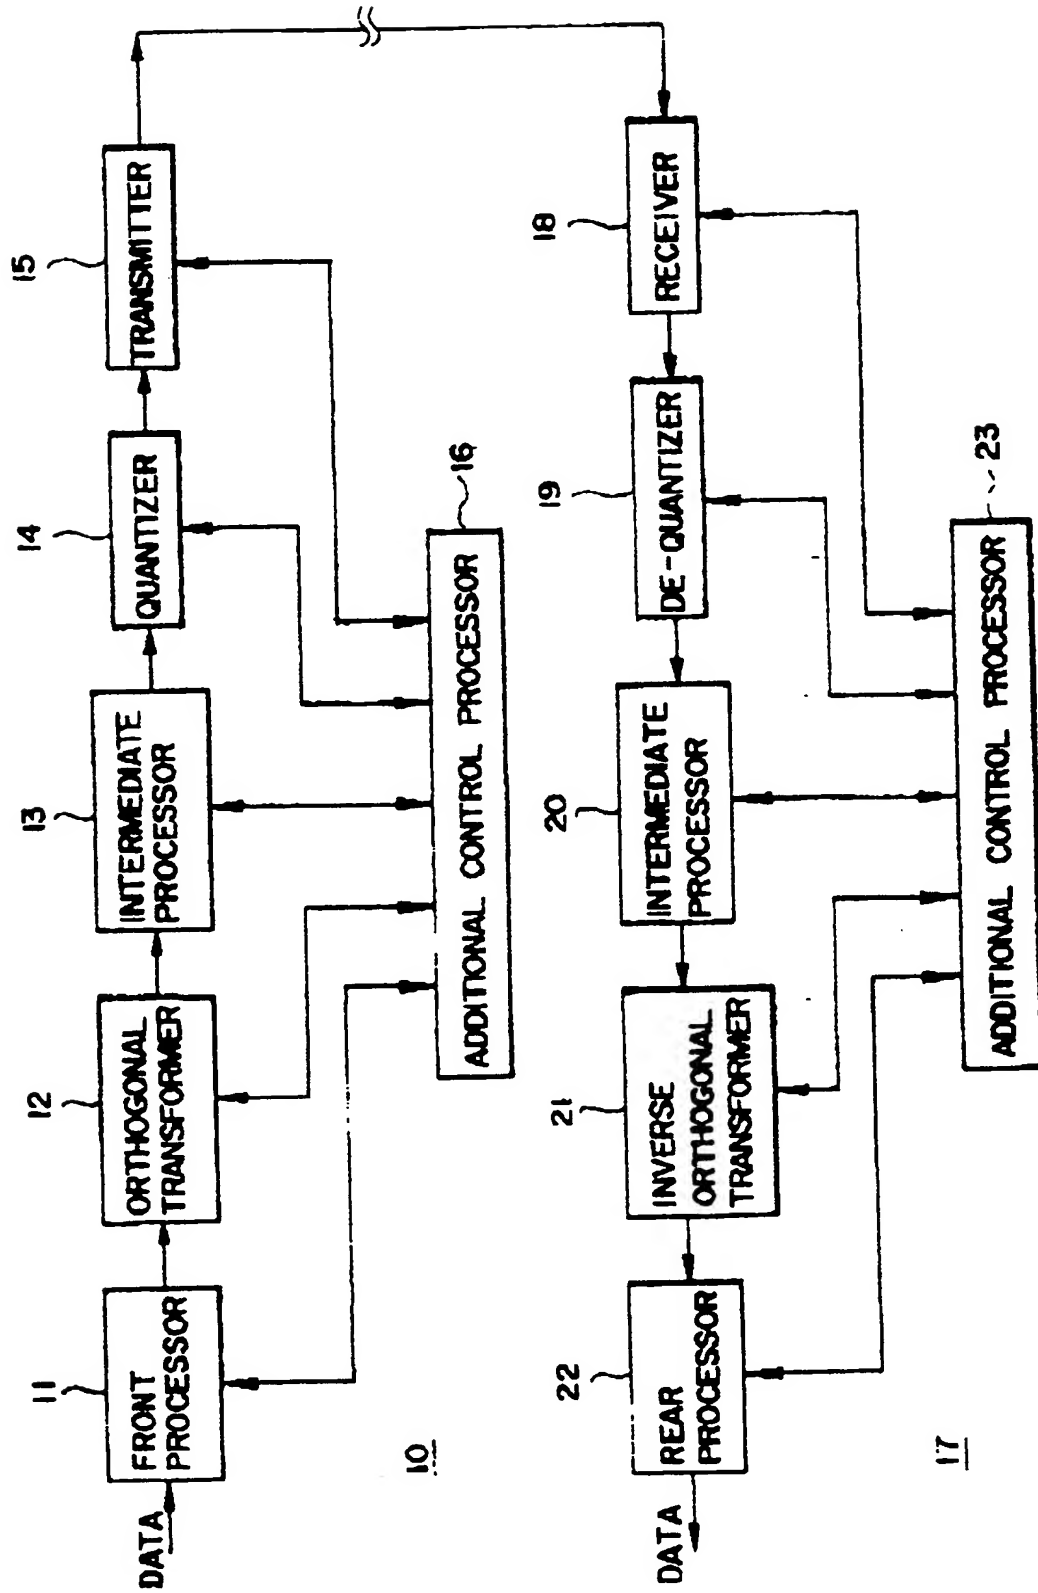 DATA
11
FRONT
PROCESSOR
12
ORTHOGONAL
TRANSFORMER
13
INTERMEDIATE
PROCESSOR
14
QUANTIZER
15
TRANSMITTER
16
ADDITIONAL CONTROL PROCESSOR
10
18
RECEIVER
19
DE-QUANTIZER
20
INTERMEDIATE
PROCESSOR
21
INVERSE
ORTHOGONAL
TRANSFORMER
22
REAR
PROCESSOR
DATA
23
ADDITIONAL CONTROL PROCESSOR
17